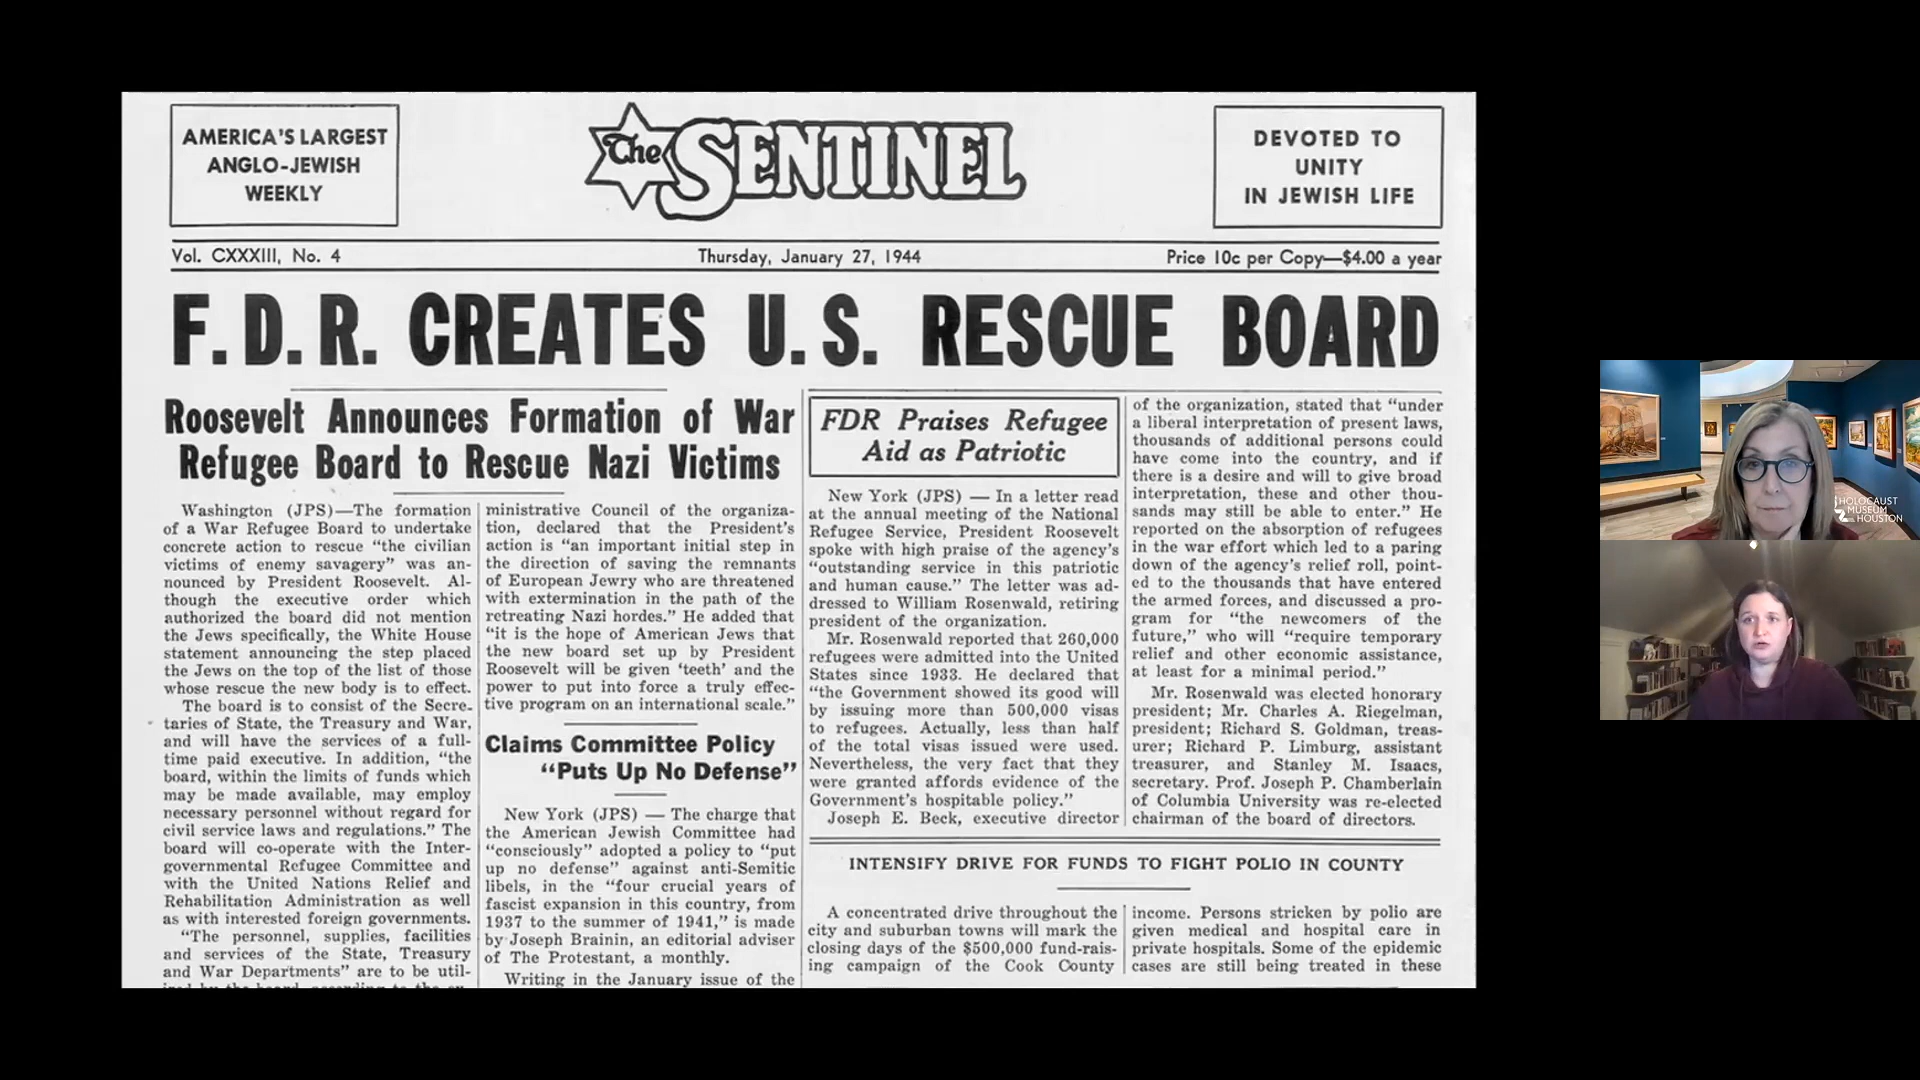 AMERICA'S LARGEST
ANGLO-JEWISH
WEEKLY
The SENTINEL
DEVOTED TO
UNITY
IN JEWISH LIFE
Vol. CXXXIII, No. 4
Thursday, January 27, 1944
Price 10c per Copy—$4.00 a year
F. D. R. CREATES U. S. RESCUE BOARD
Roosevelt Announces Formation of War
Refugee Board to Rescue Nazi Victims
Washington (JPS)—The formation
of a War Refugee Board to undertake
concrete action to rescue "the civilian
victims of enemy savagery" was an-
nounced by President Roosevelt. Al-
though the executive order which
authorized the board did not mention
the Jews specifically, the White House
statement announcing the step placed
the Jews on the top of the list of those
whose rescue the new body is to effect.
The board is to consist of the Secre-
taries of State, the Treasury and War,
and will have the services of a full-
time paid executive. In addition, "the
board, within the limits of funds which
may be made available, may employ
necessary personnel without regard for
civil service laws and regulations." The
board will co-operate with the Inter-
governmental Refugee Committee and
with the United Nations Relief and
Rehabilitation Administration as well
as with interested foreign governments.
"The personnel, supplies, facilities
and services of the State, Treasury
and War Departments" are to be util-
ministrative Council of the organiza-
tion, declared that the President's
action is "an important initial step in
the direction of saving the remnants
of European Jewry who are threatened
with extermination in the path of the
retreating Nazi hordes." He added that
"it is the hope of American Jews that
the new board set up by President
Roosevelt will be given 'teeth' and the
power to put into force a truly effec-
tive program on an international scale."
Claims Committee Policy
"Puts Up No Defense"
New York (JPS) — The charge that
the American Jewish Committee had
"consciously" adopted a policy to "put
up no defense" against anti-Semitic
libels, in the "four crucial years of
fascist expansion in this country, from
1937 to the summer of 1941," is made
by Joseph Brainin, an editorial adviser
of The Protestant, a monthly.
Writing in the January issue of the
FDR Praises Refugee
Aid as Patriotic
New York (JPS) — In a letter read
at the annual meeting of the National
Refugee Service, President Roosevelt
spoke with high praise of the agency's
"outstanding service in this patriotic
and human cause." The letter was ad-
dressed to William Rosenwald, retiring
president of the organization.
Mr. Rosenwald reported that 260,000
refugees were admitted into the United
States since 1933. He declared that
"the Government showed its good will
by issuing more than 500,000 visas
to refugees. Actually, less than half
of the total visas issued were used.
Nevertheless, the very fact that they
were granted affords evidence of the
Government's hospitable policy."
Joseph E. Beck, executive director
of the organization, stated that "under
a liberal interpretation of present laws,
thousands of additional persons could
have come into the country, and if
there is a desire and will to give broad
interpretation, these and other thou-
sands may still be able to enter." He
reported on the absorption of refugees
in the war effort which led to a paring
down of the agency's relief roll, point-
ed to the thousands that have entered
the armed forces, and discussed a pro-
gram for "the newcomers of the
future," who will "require temporary
relief and other economic assistance,
at least for a minimal period."
Mr. Rosenwald was elected honorary
president; Mr. Charles A. Riegelman,
president; Richard S. Goldman, treas-
urer; Richard P. Limburg, assistant
treasurer, and Stanley M. Isaacs,
secretary. Prof. Joseph P. Chamberlain
of Columbia University was re-elected
chairman of the board of directors.
INTENSIFY DRIVE FOR FUNDS TO FIGHT POLIO IN COUNTY
A concentrated drive throughout the
city and suburban towns will mark the
closing days of the $500,000 fund-rais-
ing campaign of the Cook County
income. Persons stricken by polio are
given medical and hospital care in
private hospitals. Some of the epidemic
cases are still being treated in these
HOLOCAUST
MUSEUM
HOUSTON